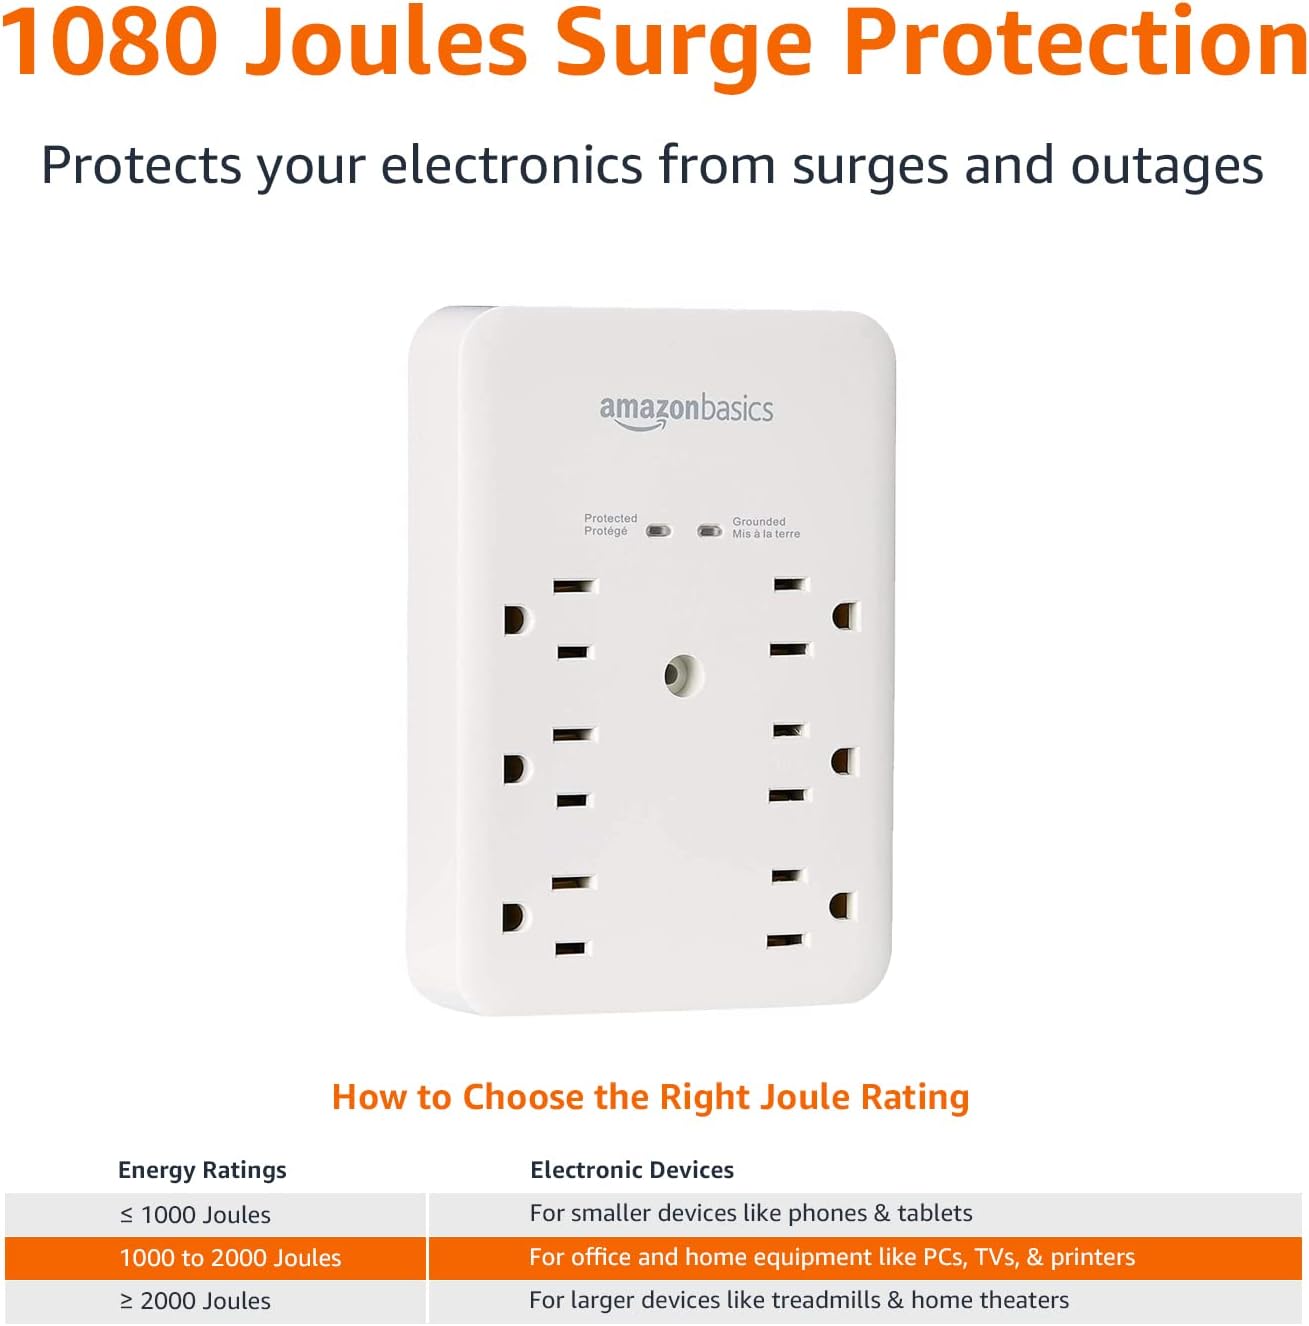 1080 Joules Surge Protection
Protects your electronics from surges and outages
amazonbasics
Protected
Protégé
Grounded
Mis à la terre
How to Choose the Right Joule Rating
Energy Ratings Electronic Devices
≤ 1000 Joules For smaller devices like phones & tablets
1000 to 2000 Joules For office and home equipment like PCs, TVs, & printers
≥ 2000 Joules For larger devices like treadmills & home theaters